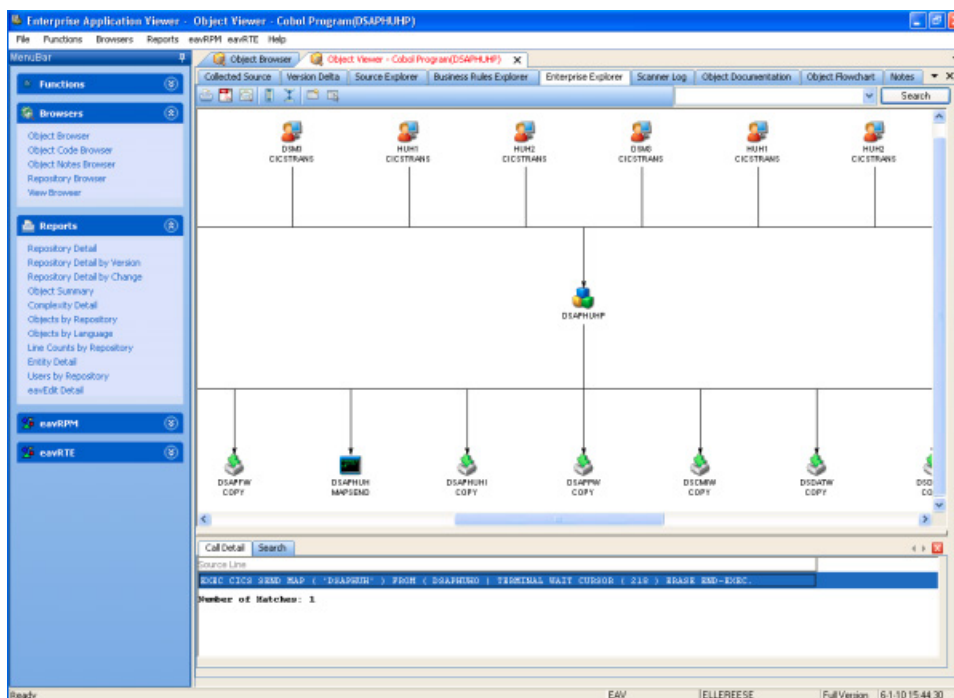 Enterprise Application Viewer - Object Viewer - Cobol Program(DSAPHUHP)
File Functions Browsers Reports eavRPM eavRTE Help
MenuBar
Object Browser Object Viewer - Cobol Program(DSAPHUHP)
Collected Source Version Delta Source Explorer Business Rules Explorer Enterprise Explorer Scanner Log Object Documentation Object Flowchart Notes
Search
Functions
Browsers
Object Browser
Object Code Browser
Object Notes Browser
Repository Browser
View Browser
Reports
Repository Detail
Repository Detail by Version
Repository Detail by Change
Object Summary
Complexity Detail
Objects by Repository
Objects by Language
Line Counts by Repository
Entity Detail
Users by Repository
eavEdit Detail
eavRPM
eavRTE
HUH1 HUH2 HUH1 HUH2
CICSTRANS CICSTRANS CICSTRANS CICSTRANS CICSTRANS CICSTRANS
DSAPHUHP
DSAPHUH DSAPHUH1 DSDATW
COPY MAPSEND COPY COPY COPY COPY CO
Call Detail Search
Source Line
EXEC CICS SEND MAP ( 'DSAPHUH' ) FROM ( DSAPHUHO ) TERMINAL WAIT CURSOR ( 218 ) ERASE END-EXEC.
Number of Matches: 1
Ready EAV ELLEREESE Full Version 6-1-10 15:44:30